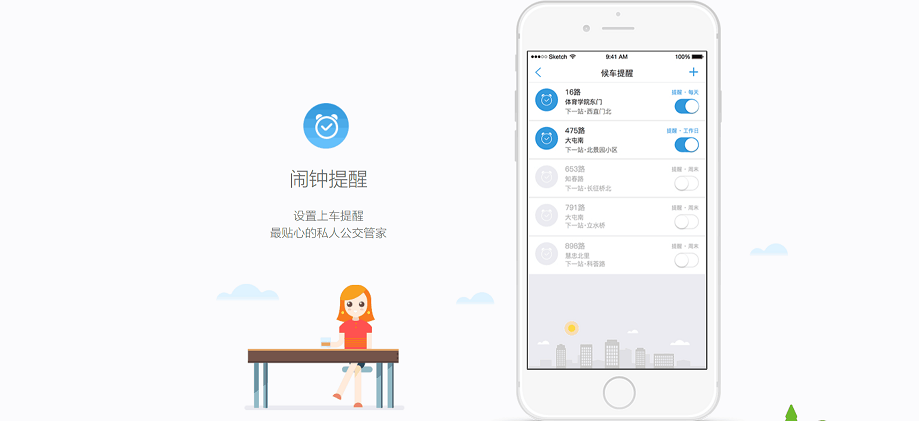 闹钟提醒
设置上车提醒
最贴心的私人公交管家
Sketch 9:41 AM 100%
候车提醒
16路
提醒·每天
体育学院东门
下一站·西直门北
475路
提醒·工作日
大屯南
下一站·北景园小区
653路
提醒·周末
知春路
下一站·长征桥北
791路
提醒·周末
大屯南
下一站·立水桥
898路
提醒·周末
慧忠北里
下一站·科荟路